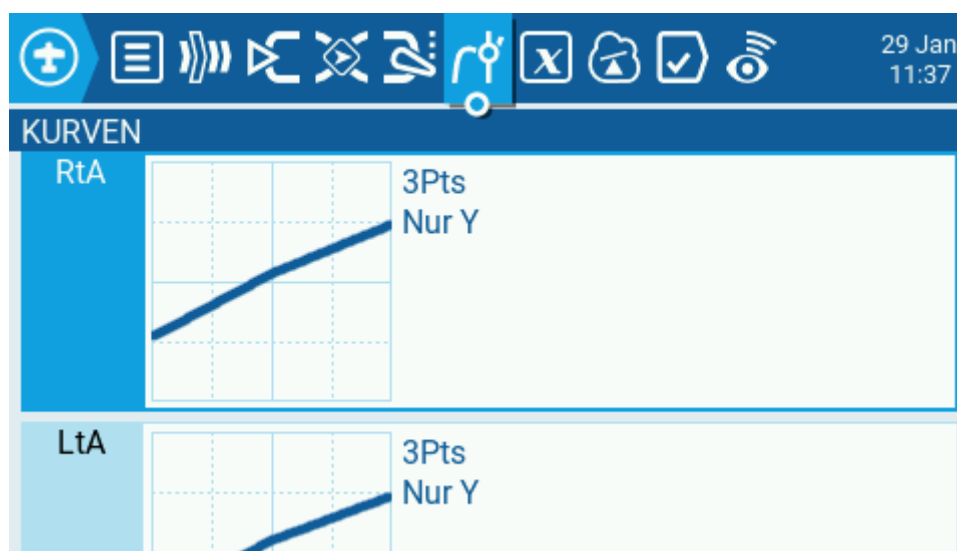 29 Jan
11:37
KURVEN
RtA
3Pts
Nur Y
LtA
3Pts
Nur Y